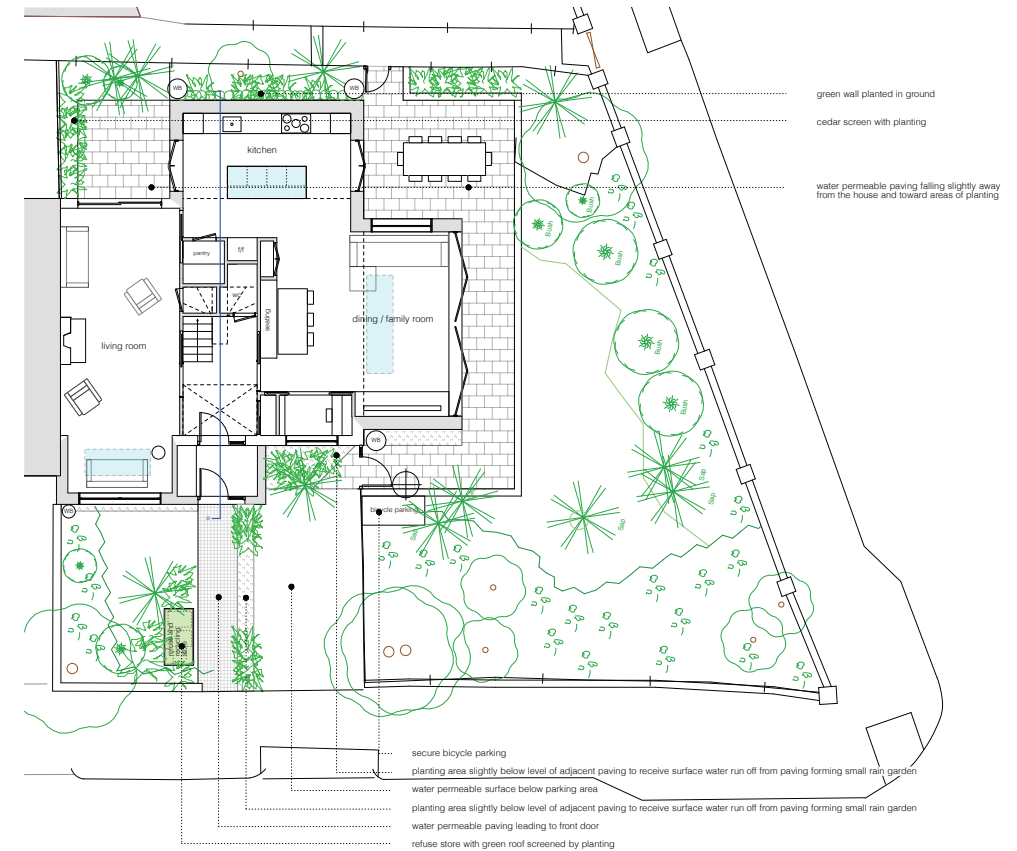 green wall planted in ground
cedar screen with planting
water permeable paving falling slightly away
from the house and toward areas of planting
WB
WB
kitchen
pantry
f/f
Bush
Bush
Bush
living room
seating
dining / family room
Bush
Bush
WB
WB
bicycle parking
Sap
Sap
Sap
Sap
secure bicycle parking
planting area slightly below level of adjacent paving to receive surface water run off from paving forming small rain garden
water permeable surface below parking area
planting area slightly below level of adjacent paving to receive surface water run off from paving forming small rain garden
water permeable paving leading to front door
refuse store with green roof screened by planting